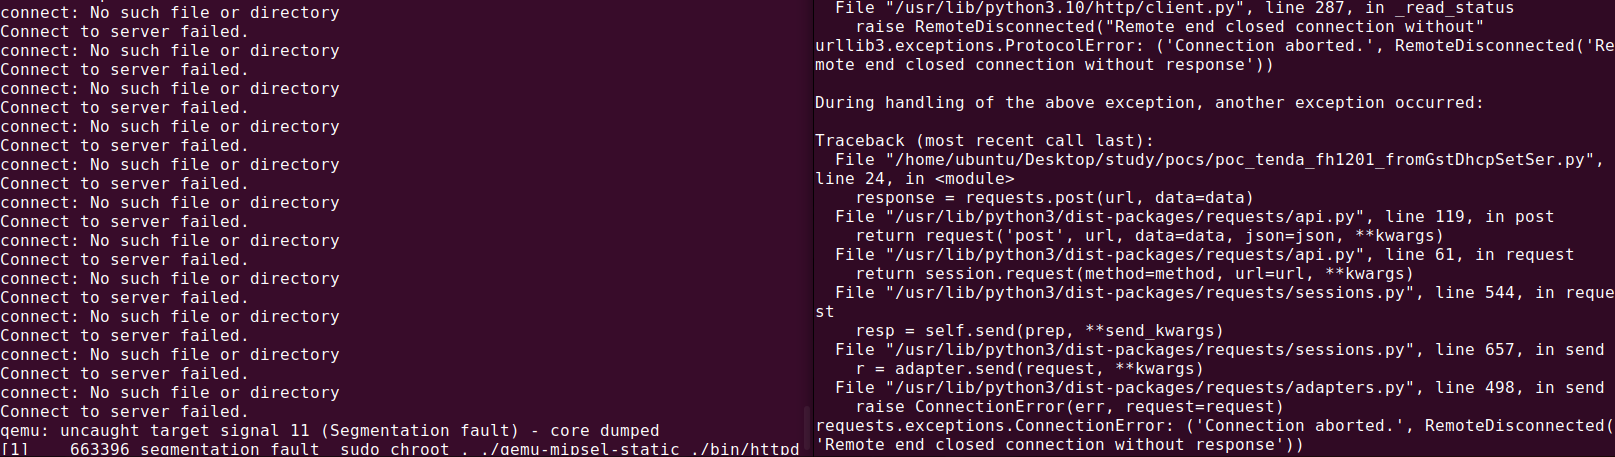 connect: No such file or directory
Connect to server failed.
connect: No such file or directory
Connect to server failed.
connect: No such file or directory
Connect to server failed.
connect: No such file or directory
Connect to server failed.
connect: No such file or directory
Connect to server failed.
connect: No such file or directory
Connect to server failed.
connect: No such file or directory
Connect to server failed.
connect: No such file or directory
Connect to server failed.
connect: No such file or directory
Connect to server failed.
connect: No such file or directory
Connect to server failed.
connect: No such file or directory
Connect to server failed.
qemu: uncaught target signal 11 (Segmentation fault) - core dumped
[1]    663396 segmentation fault  sudo chroot . ./qemu-mipsel-static ./bin/httpd
  File "/usr/lib/python3.10/http/client.py", line 287, in _read_status
    raise RemoteDisconnected("Remote end closed connection without"
urllib3.exceptions.ProtocolError: ('Connection aborted.', RemoteDisconnected('Re
mote end closed connection without response'))

During handling of the above exception, another exception occurred:

Traceback (most recent call last):
  File "/home/ubuntu/Desktop/study/pocs/poc_tenda_fh1201_fromGstDhcpSetSer.py",
line 24, in <module>
    response = requests.post(url, data=data)
  File "/usr/lib/python3/dist-packages/requests/api.py", line 119, in post
    return request('post', url, data=data, json=json, **kwargs)
  File "/usr/lib/python3/dist-packages/requests/api.py", line 61, in request
    return session.request(method=method, url=url, **kwargs)
  File "/usr/lib/python3/dist-packages/requests/sessions.py", line 544, in reque
st
    resp = self.send(prep, **send_kwargs)
  File "/usr/lib/python3/dist-packages/requests/sessions.py", line 657, in send
    r = adapter.send(request, **kwargs)
  File "/usr/lib/python3/dist-packages/requests/adapters.py", line 498, in send
    raise ConnectionError(err, request=request)
requests.exceptions.ConnectionError: ('Connection aborted.', RemoteDisconnected(
'Remote end closed connection without response'))